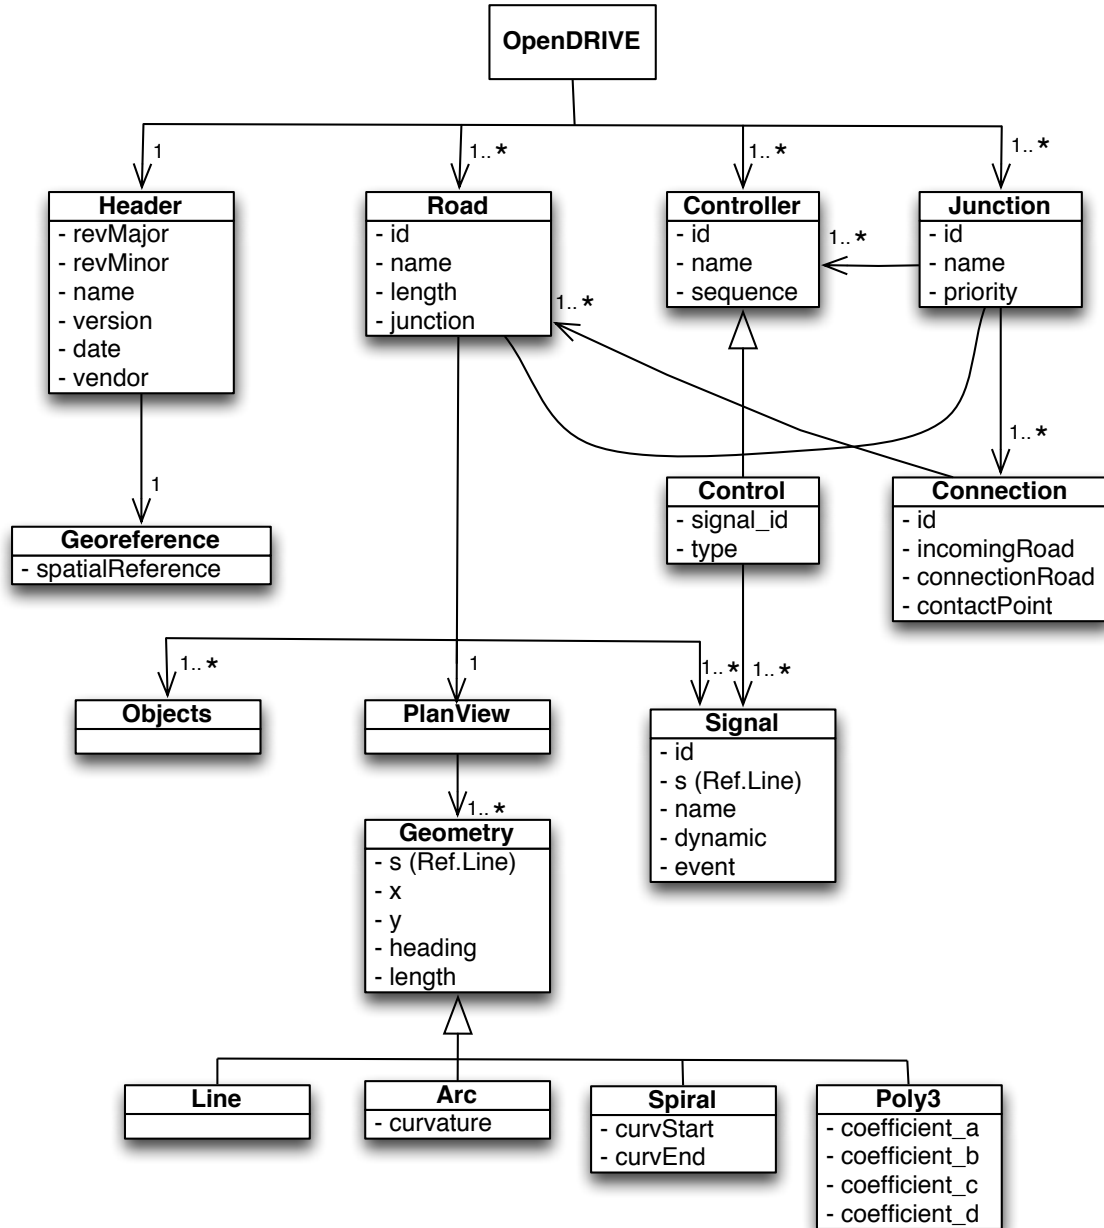 OpenDRIVE
1
1.. *
1.. *
1.. *
Header
- revMajor
- revMinor
- name
- version
- date
- vendor
Road
- id
- name
- length
- junction
Controller
- id
- name
- sequence
Junction
- id
- name
- priority
1.. *
1.. *
1
1.. *
Georeference
- spatialReference
Control
- signal_id
- type
Connection
- id
- incomingRoad
- connectionRoad
- contactPoint
1.. *
1
1.. *
1.. *
Objects
PlanView
Signal
- id
- s (Ref.Line)
- name
- dynamic
- event
1.. *
Geometry
- s (Ref.Line)
- x
- y
- heading
- length
Line
Arc
- curvature
Spiral
- curvStart
- curvEnd
Poly3
- coefficient_a
- coefficient_b
- coefficient_c
- coefficient_d